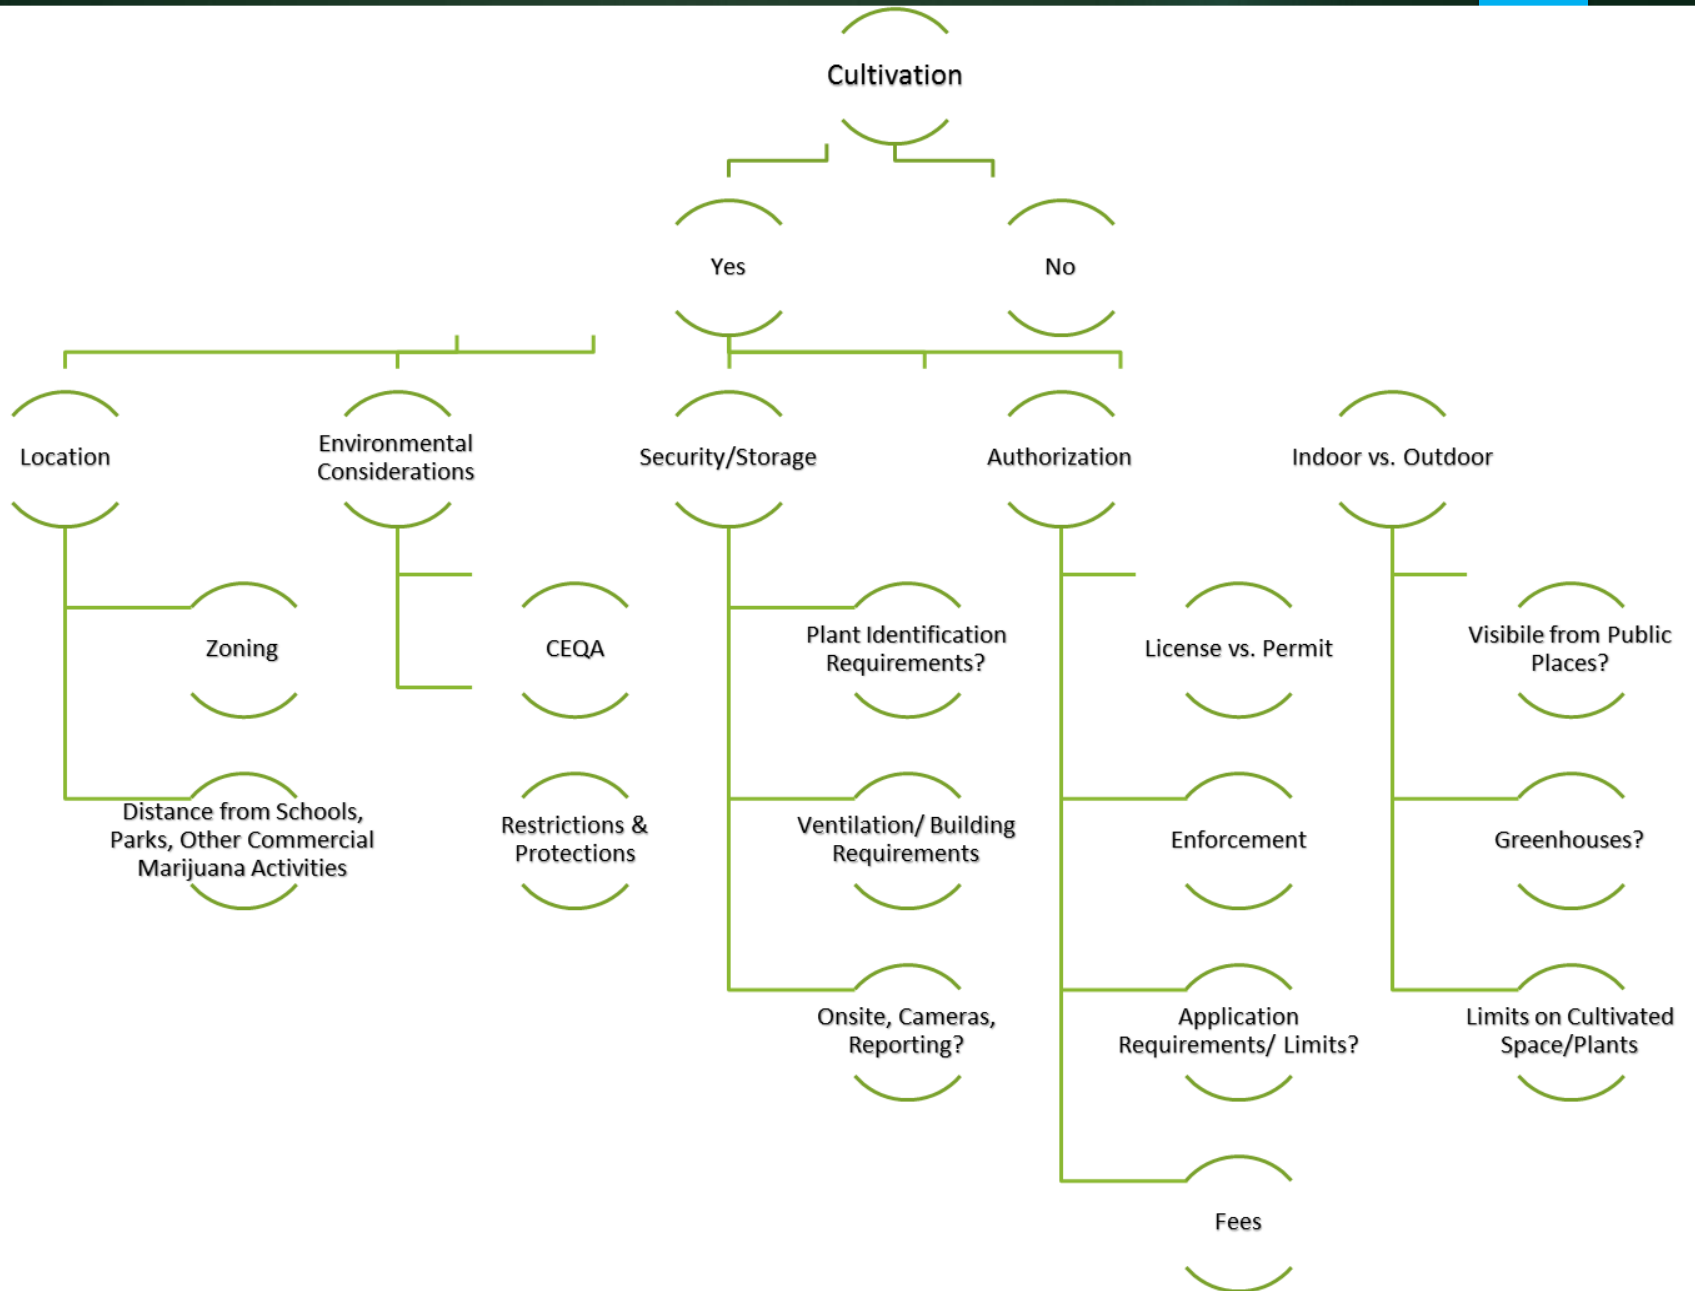 Cultivation
Yes
No
Location
Environmental
Considerations
Security/Storage
Authorization
Indoor vs. Outdoor
Zoning
CEQA
Plant Identification
Requirements?
License vs. Permit
Visibile from Public
Places?
Distance from Schools,
Parks, Other Commercial
Marijuana Activities
Restrictions &
Protections
Ventilation/ Building
Requirements
Enforcement
Greenhouses?
Onsite, Cameras,
Reporting?
Application
Requirements/ Limits?
Limits on Cultivated
Space/Plants
Fees